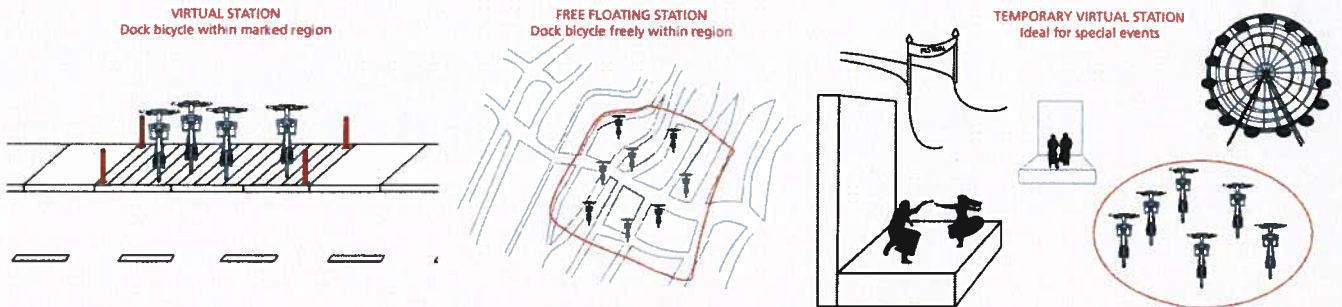 VIRTUAL STATION
Dock bicycle within marked region
FREE FLOATING STATION
Dock bicycle freely within region
TEMPORARY VIRTUAL STATION
Ideal for special events
FESTIVAL